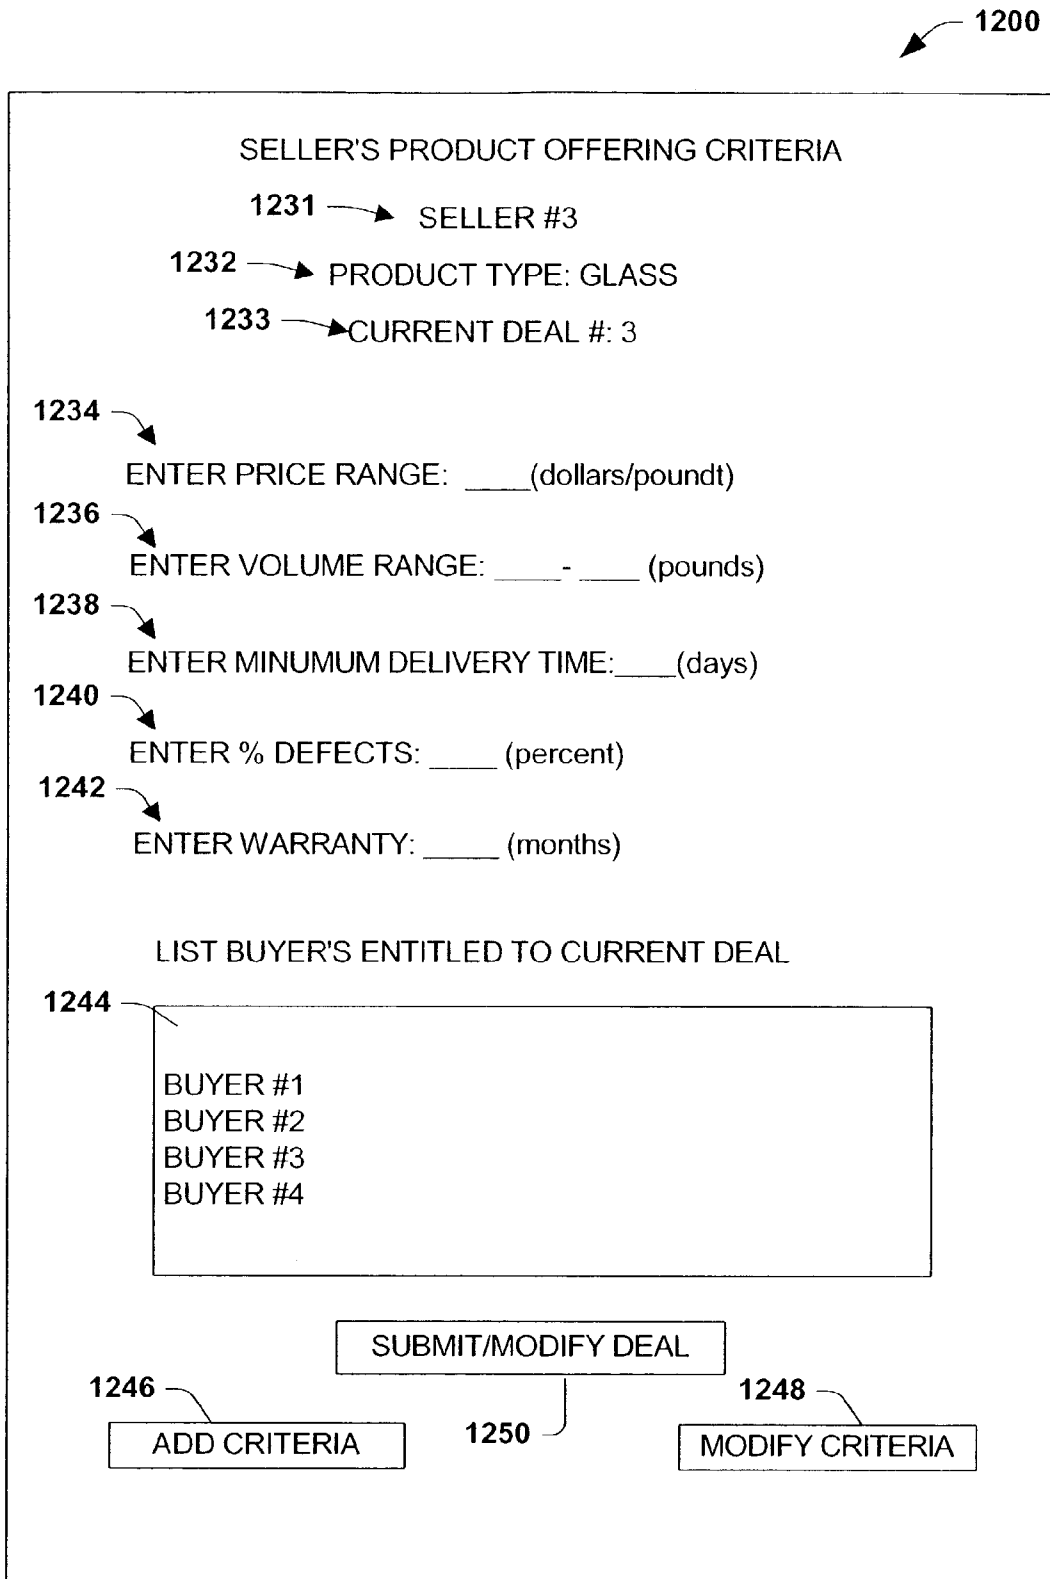 1200
SELLER'S PRODUCT OFFERING CRITERIA
1231 SELLER #3
1232 PRODUCT TYPE: GLASS
1233 CURRENT DEAL #: 3
1234
ENTER PRICE RANGE: ____(dollars/poundt)
1236
ENTER VOLUME RANGE: ____- ____ (pounds)
1238
ENTER MINUMUM DELIVERY TIME:____(days)
1240
ENTER % DEFECTS: ____ (percent)
1242
ENTER WARRANTY: ____ (months)
LIST BUYER'S ENTITLED TO CURRENT DEAL
1244
BUYER #1
BUYER #2
BUYER #3
BUYER #4
SUBMIT/MODIFY DEAL
1246 1250 1248
ADD CRITERIA MODIFY CRITERIA